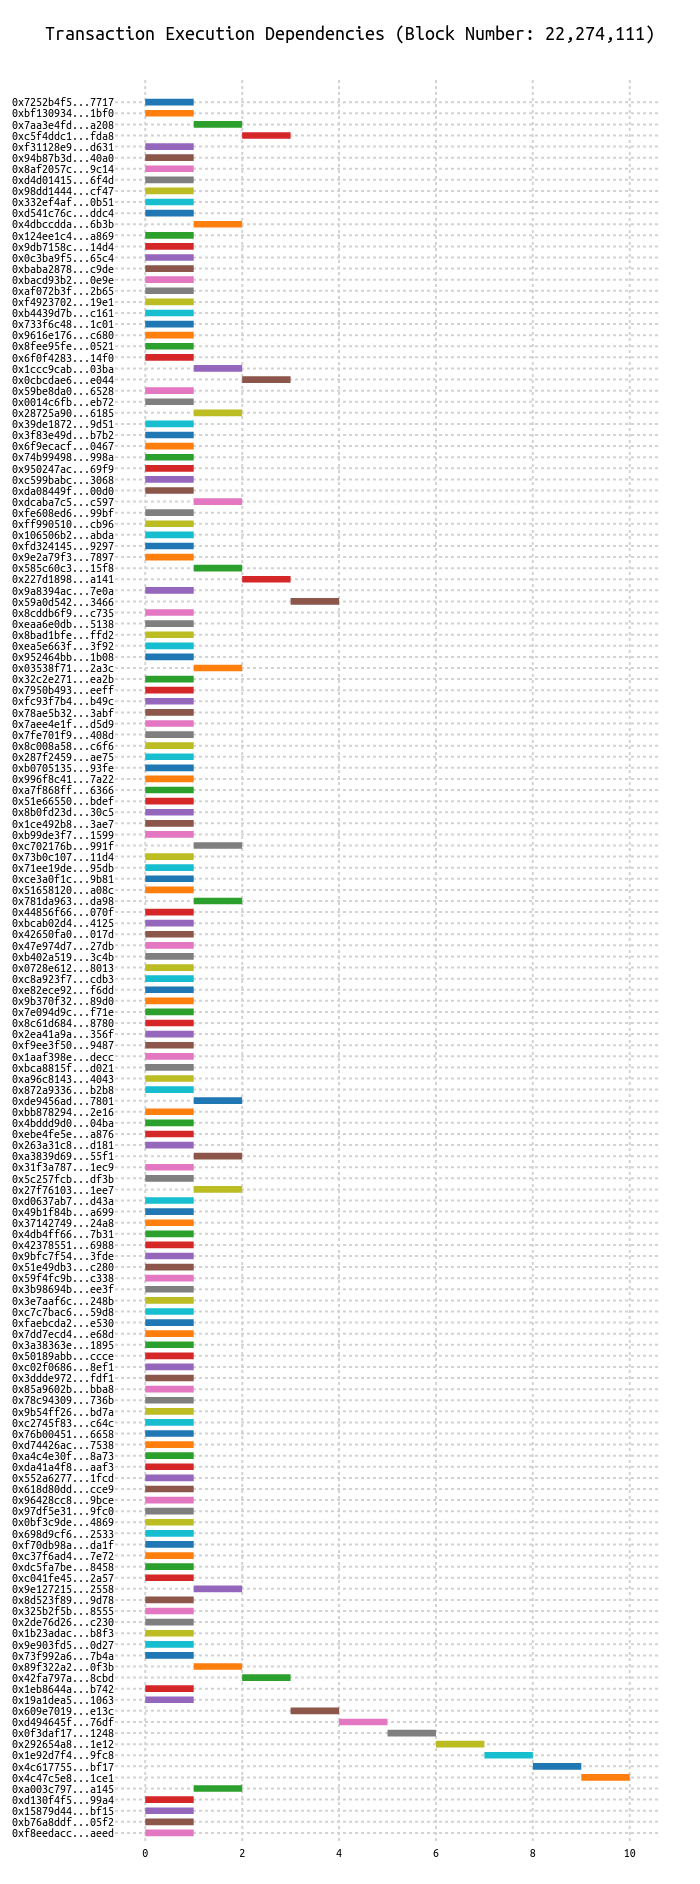 Transaction Execution Dependencies (Block Number: 22,274,111)
0x7252b4f5...7717
0xbf130934...1bf0
0x7aa3e4fd...a208
0xc5f4ddc1...fda8
0xf31128e9...d631
0x94b87b3d...40a0
0x8af2057c...9c14
0xd4d01415...6f4d
0x98dd1444...cf47
0x332ef4af...0b51
0xd541c76c...ddc4
0x4dbccdda...6b3b
0x124ee1c4...a869
0x9db7158c...14d4
0x0c3ba9f5...65c4
0xbaba2878...c9de
0xbacd93b2...0e9e
0xaf072b3f...2b65
0xf4923702...19e1
0xb4439d7b...c161
0x733f6c48...1c01
0x9616e176...c680
0x8fee95fe...0521
0x6f0f4283...14f0
0x1ccc9cab...03ba
0x0cbcdae6...e044
0x59be8da0...6528
0x0014c6fb...eb72
0x28725a90...6185
0x39de1872...9d51
0x3f83e49d...b7b2
0x6f9ecacf...0467
0x74b99498...998a
0x950247ac...69f9
0xc599babc...3068
0xda08449f...00d0
0xdcaba7c5...c597
0xfe608ed6...99bf
0xff990510...cb96
0x106506b2...abda
0xfd324145...9297
0x9e2a79f3...7897
0x585c60c3...15f8
0x227d1898...a141
0x9a8394ac...7e0a
0x59a0d542...3466
0x8cddb6f9...c735
0xeaa6e0db...5138
0x8bad1bfe...ffd2
0xea5e663f...3f92
0x952464bb...1b08
0x03538f71...2a3c
0x32c2e271...ea2b
0x7950b493...eeff
0xfc93f7b4...b49c
0x78ae5b32...3abf
0x7aee4e1f...d5d9
0x7fe701f9...408d
0x8c008a58...c6f6
0x287f2459...ae75
0xb0705135...93fe
0x996f8c41...7a22
0xa7f868ff...6366
0x51e66550...bdef
0x8b0fd23d...30c5
0x1ce492b8...3ae7
0xb99de3f7...1599
0xc702176b...991f
0x73b0c107...11d4
0x71ee19de...95db
0xce3a0f1c...9b81
0x51658120...a08c
0x781da963...da98
0x44856f66...070f
0xbcab02d4...4125
0x42650fa0...017d
0x47e974d7...27db
0xb402a519...3c4b
0x0728e612...8013
0xc8a923f7...cdb3
0xe82ece92...f6dd
0x9b370f32...89d0
0x7e094d9c...f71e
0x8c61d684...8780
0x2ea41a9a...356f
0xf9ee3f50...9487
0x1aaf398e...decc
0xbca8815f...d021
0xa96c8143...4043
0x872a9336...b2b8
0xde9456ad...7801
0xbb878294...2e16
0x4bddd9d0...04ba
0xebe4fe5e...a876
0x263a31c8...d181
0xa3839d69...55f1
0x31f3a787...1ec9
0x5c257fcb...df3b
0x27f76103...1ee7
0xd0637ab7...d43a
0x49b1f84b...a699
0x37142749...24a8
0x4db4ff66...7b31
0x42378551...6988
0x9bfc7f54...3fde
0x51e49db3...c280
0x59f4fc9b...c338
0x3b98694b...ee3f
0x3e7aaf6c...248b
0xc7c7bac6...59d8
0xfaebcda2...e530
0x7dd7ecd4...e68d
0x3a38363e...1895
0x50189abb...ccce
0xc02f0686...8ef1
0x3ddde972...fdf1
0x85a9602b...bba8
0x78c94309...736b
0x9b54ff26...bd7a
0xc2745f83...c64c
0x76b00451...6658
0xd74426ac...7538
0xa4c4e30f...8a73
0xda41a4f8...aaf3
0x552a6277...1fcd
0x618d80dd...cce9
0x96428cc8...9bce
0x97df5e31...9fc0
0x0bf3c9de...4869
0x698d9cf6...2533
0xf70db98a...da1f
0xc37f6ad4...7e72
0xdc5fa7be...8458
0xc041fe45...2a57
0x9e127215...2558
0x8d523f89...9d78
0x325b2f5b...8555
0x2de76d26...c230
0x1b23adac...b8f3
0x9e903fd5...0d27
0x73f992a6...7b4a
0x89f322a2...0f3b
0x42fa797a...8cbd
0x1eb8644a...b742
0x19a1dea5...1063
0x609e7019...e13c
0xd494645f...76df
0x0f3daf17...1248
0x292654a8...1e12
0x1e92d7f4...9fc8
0x4c617755...bf17
0x4c47c5e8...1ce1
0xa003c797...a145
0xd130f4f5...99a4
0x15879d44...bf15
0xb76a8ddf...05f2
0xf8eedacc...aeed
0 2 4 6 8 10